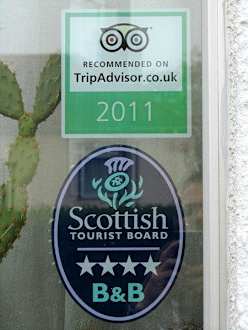 RECOMMENDED ON
TripAdvisor.co.uk
2011
Scottish
TOURIST BOARD
B&B